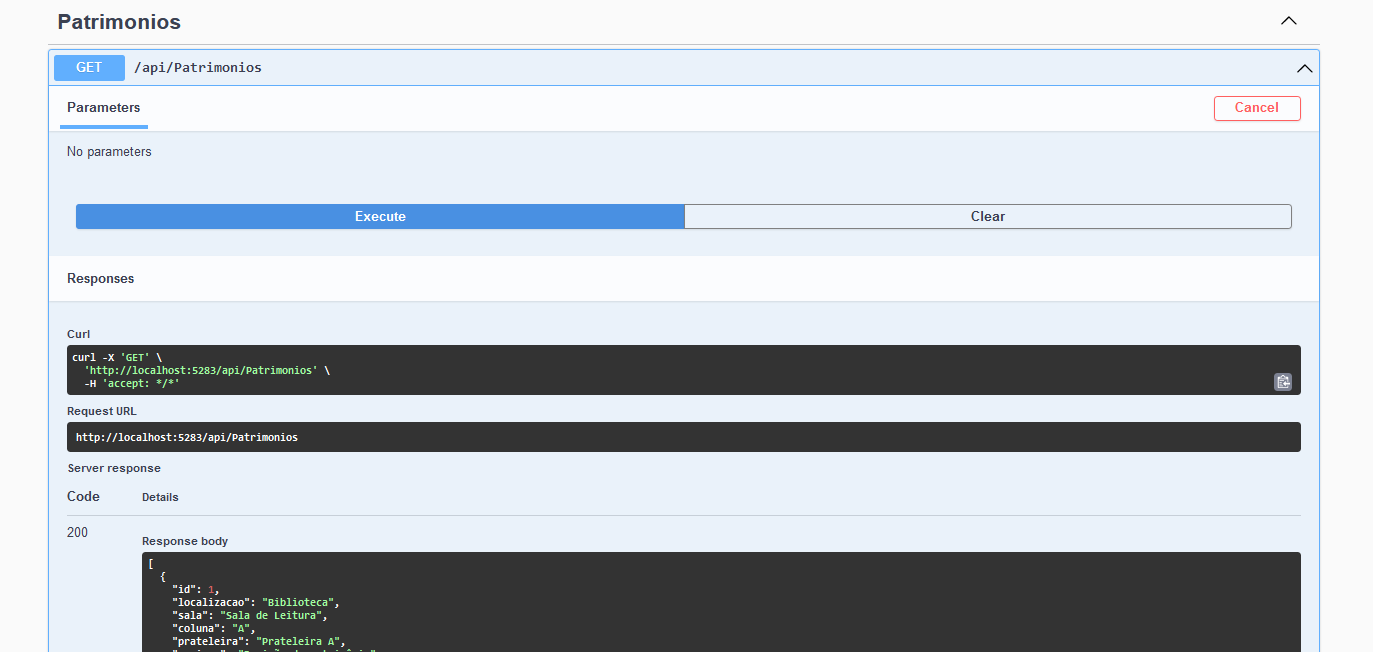 Patrimonios
GET /api/Patrimonios
Parameters
Cancel
No parameters
Execute
Clear
Responses
Curl
curl -X 'GET' \
'http://localhost:5283/api/Patrimonios' \
-H 'accept: */*'
Request URL
http://localhost:5283/api/Patrimonios
Server response
Code Details
200
Response body
[
{
"id": 1,
"localizacao": "Biblioteca",
"sala": "Sala de Leitura",
"coluna": "A",
"prateleira": "Prateleira A",